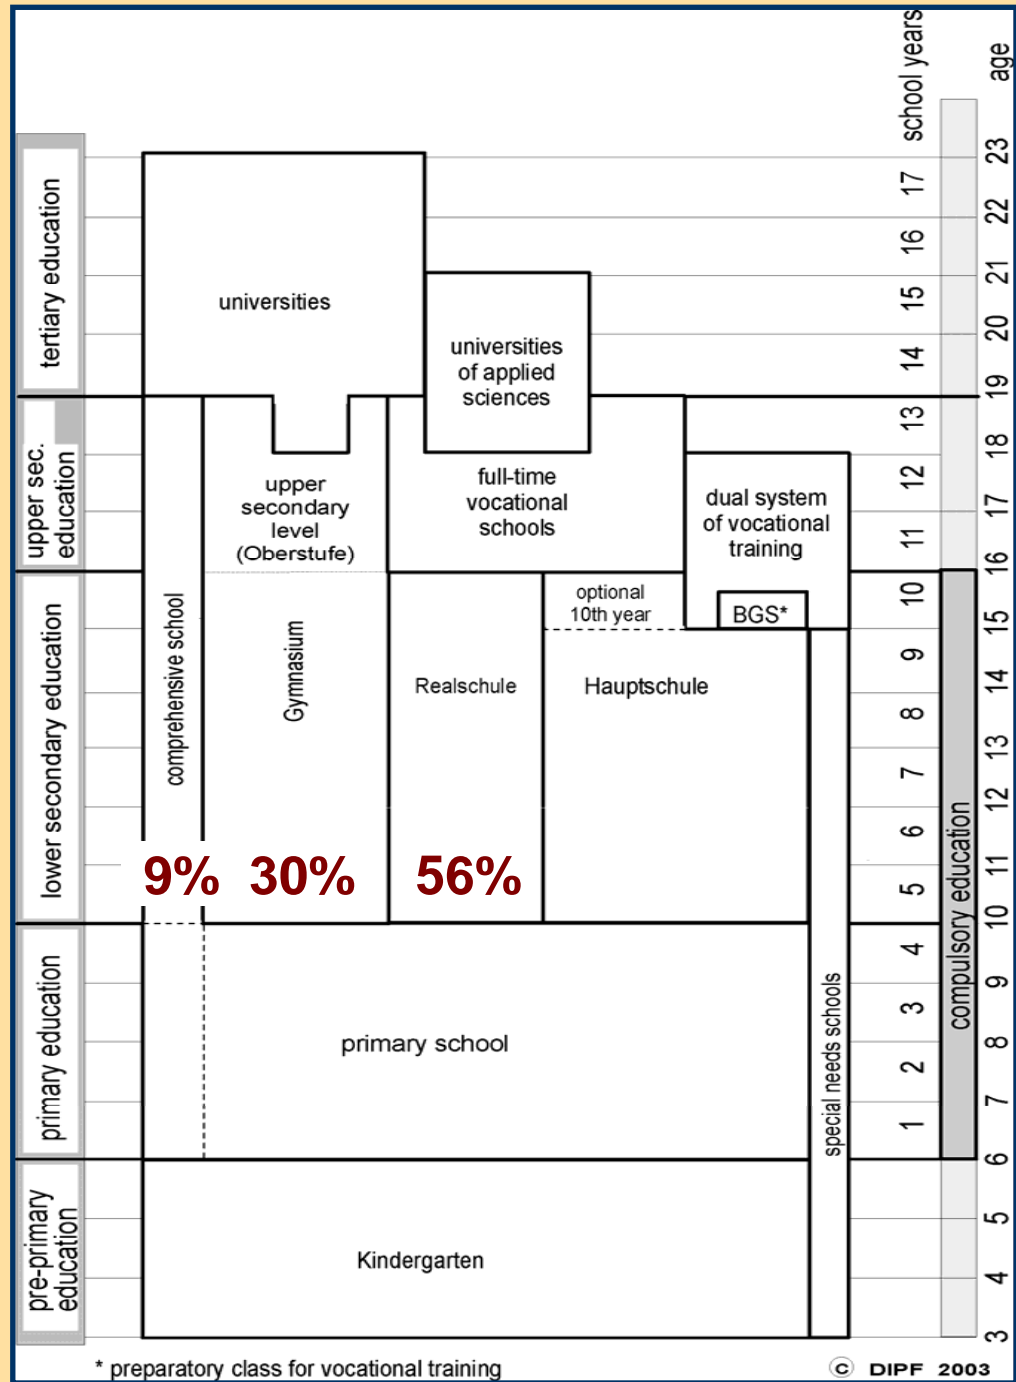 school years
age
tertiary education
upper sec.
education
lower secondary education
primary education
pre-primary
education
universities
universities
of applied
sciences
upper
secondary
level
(Oberstufe)
full-time
vocational
schools
dual system
of vocational
training
optional
10th year
BGS*
comprehensive school
Gymnasium
Realschule
Hauptschule
9%
30%
56%
primary school
special needs schools
Kindergarten
17
16
15
14
13
12
11
10
9
8
7
6
5
4
3
2
1
compulsory education
23
22
21
20
19
18
17
16
15
14
13
12
11
10
9
8
7
6
5
4
3
* preparatory class for vocational training
© DIPF 2003